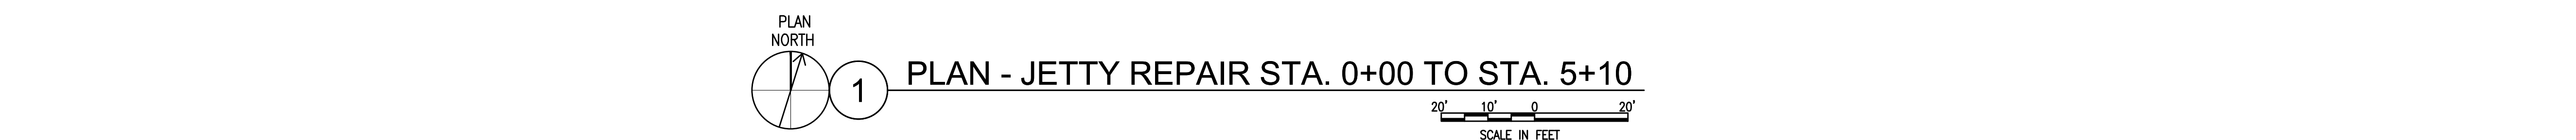 PLAN
NORTH
1
PLAN - JETTY REPAIR STA. 0+00 TO STA. 5+10
20' 10' 0 20'
SCALE IN FEET